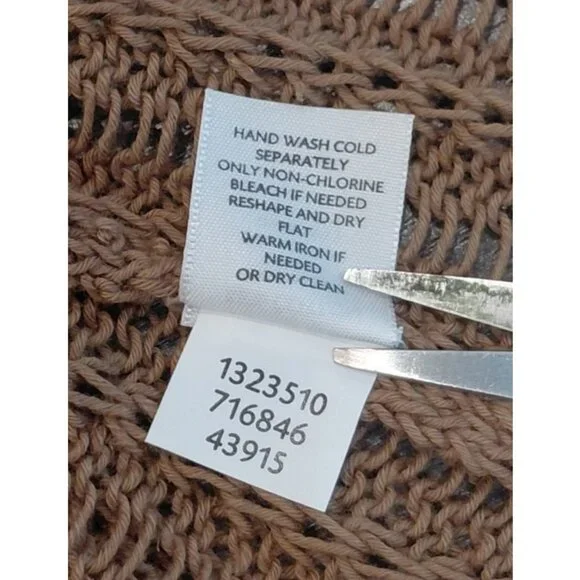 HAND WASH COLD
SEPARATELY
ONLY NON-CHLORINE
BLEACH IF NEEDED
RESHAPE AND DRY
FLAT
WARM IRON IF
NEEDED
OR DRY CLEAN
1323510
716846
43915